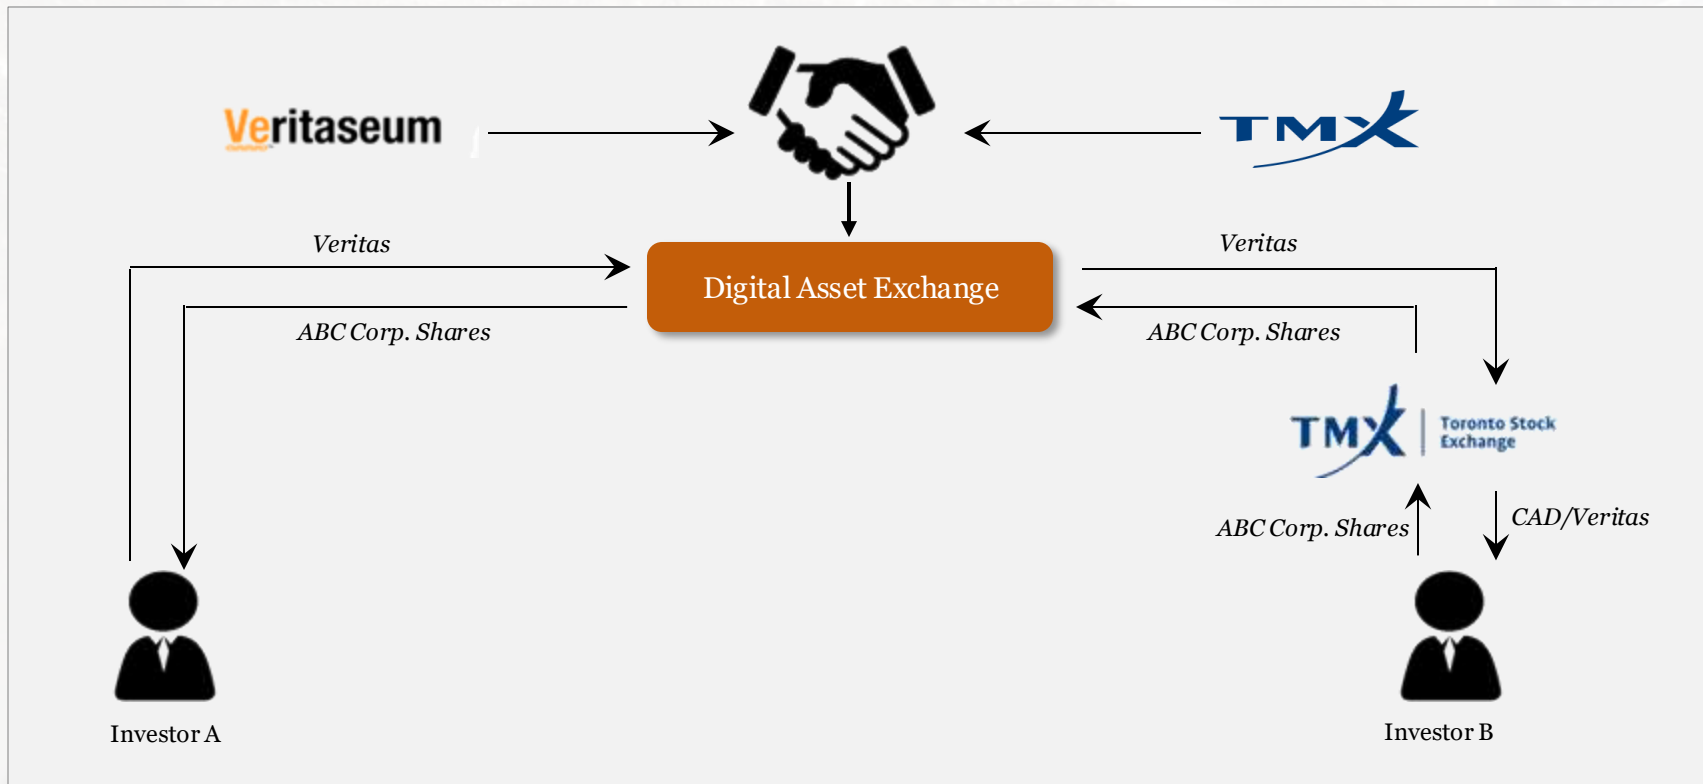 Veritaseum
TMX
Veritas
Veritas
Digital Asset Exchange
ABC Corp. Shares
ABC Corp. Shares
TMX
Toronto Stock
Exchange
ABC Corp. Shares
CAD/Veritas
Investor A
Investor B